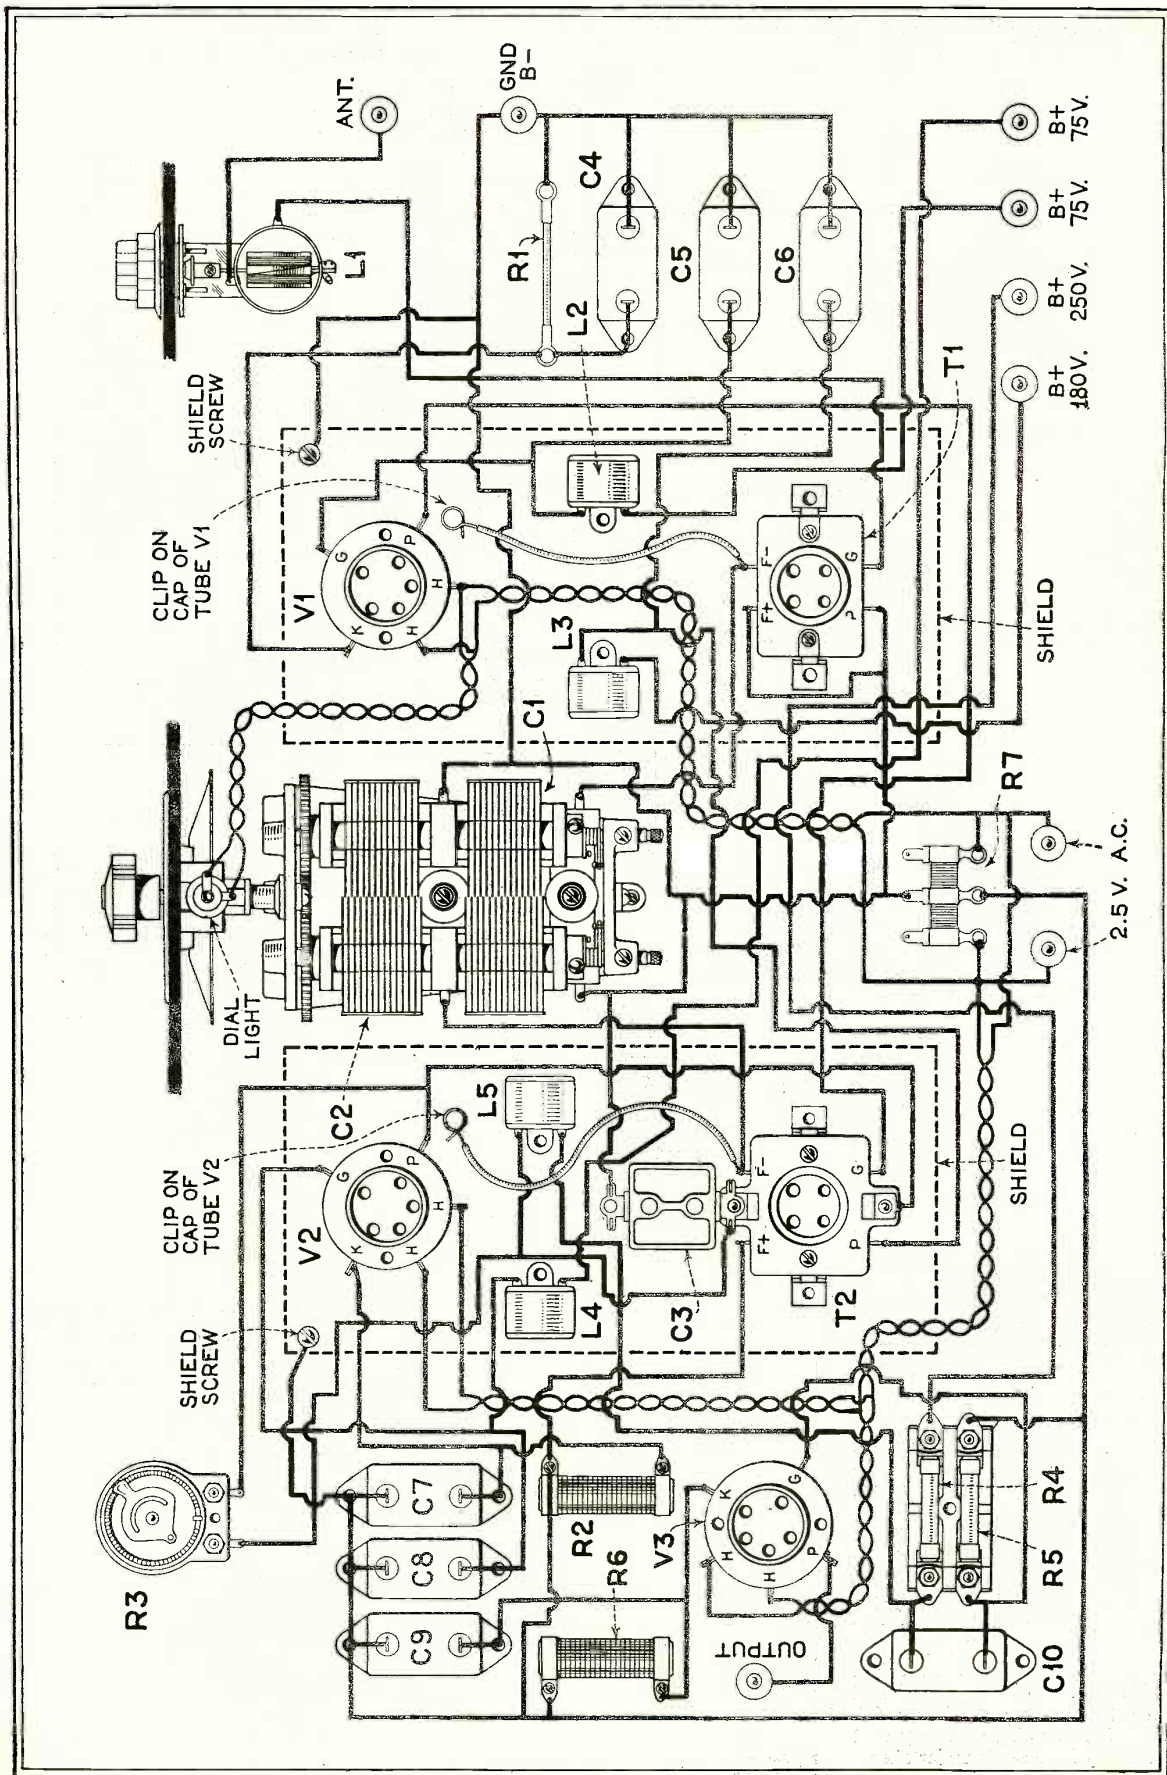 R3
SHIELD
SCREW
CLIP ON
CAP OF
TUBE V2
DIAL
LIGHT
CLIP ON
CAP OF
TUBE V1
SHIELD
SCREW
ANT.
GND
B-
L1
C9
C8
C7
V2
G
P
K
H
H
C2
L5
C1
V1
G
P
K
H
H
L3
L2
R1
C4
C5
C6
R6
R2
L4
C3
V3
K
G
H
H
P
OUTPUT
T2
F+
F-
P
G
SHIELD
F+
F-
P
G
SHIELD
T1
C10
R5
R4
R7
2.5 V. A.C.
B+
180V.
B+
250V.
B+
75V.
B+
75V.